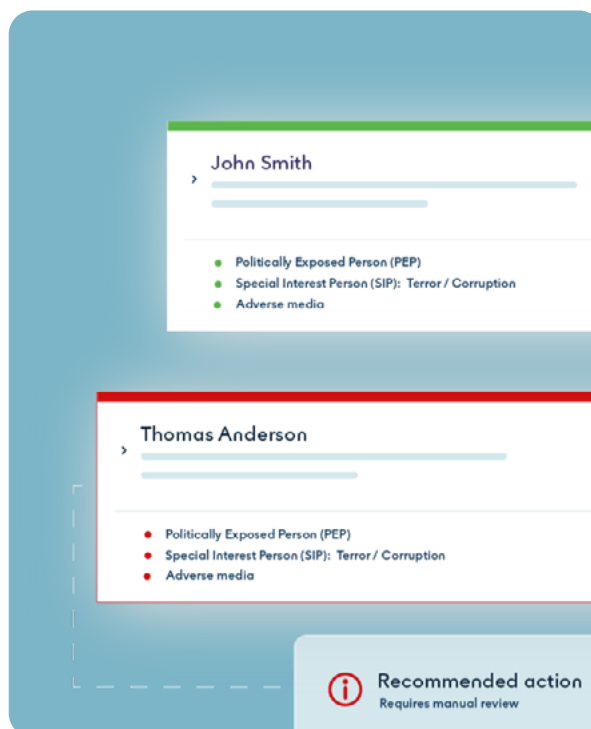 John Smith
Politically Exposed Person (PEP)
Special Interest Person (SIP): Terror / Corruption
Adverse media
Thomas Anderson
Politically Exposed Person (PEP)
Special Interest Person (SIP): Terror / Corruption
Adverse media
Recommended action
Requires manual review